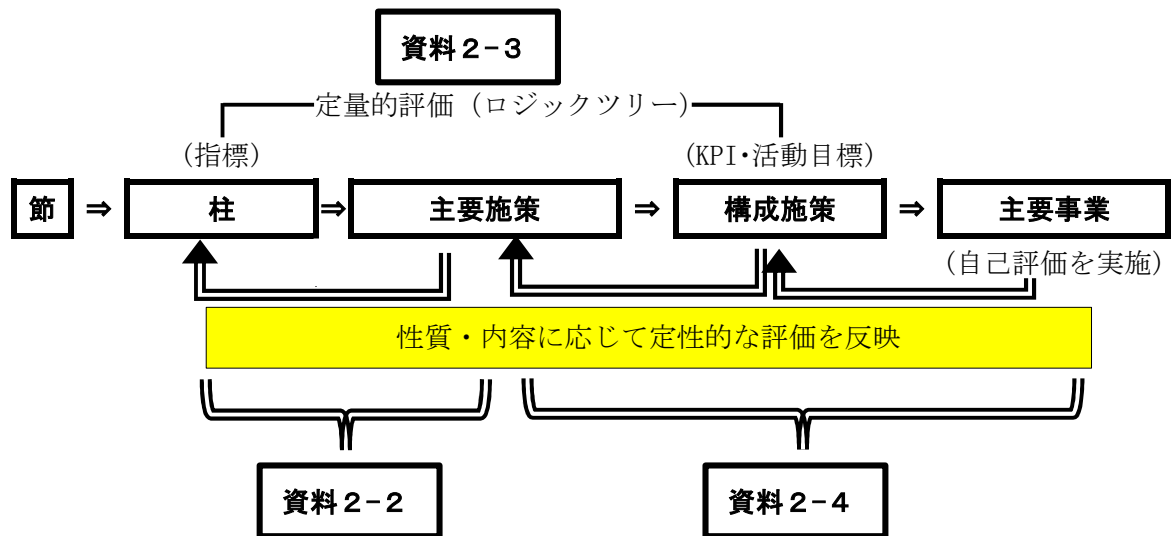 資料2-3
定量的評価(ロジックツリー)
(指標)
(KPI・活動目標)
節 ⇒ 柱 ⇒ 主要施策 ⇒ 構成施策 ⇒ 主要事業
(自己評価を実施)
性質・内容に応じて定性的な評価を反映
資料2-2
資料2-4